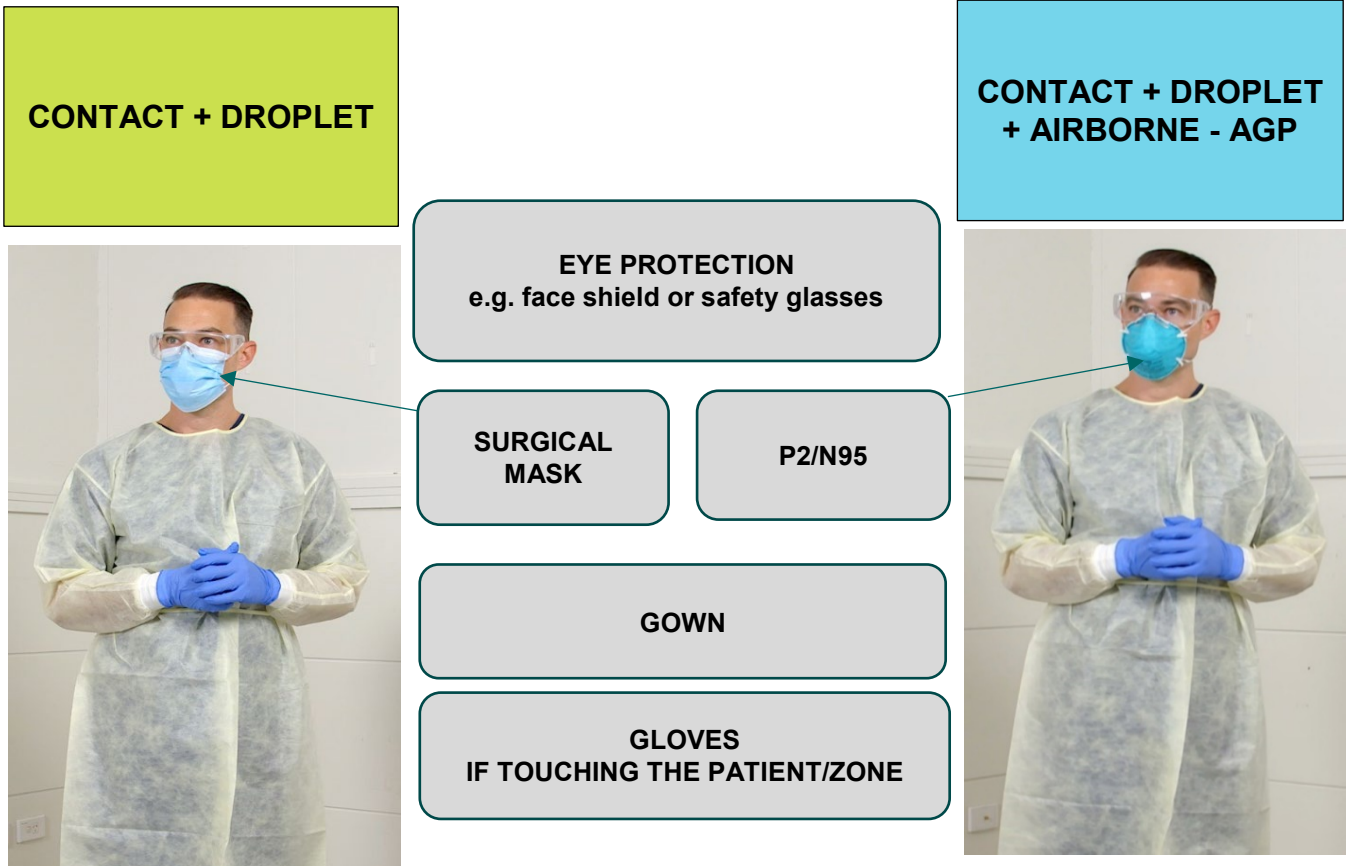 CONTACT + DROPLET
CONTACT + DROPLET
+ AIRBORNE - AGP
EYE PROTECTION
e.g. face shield or safety glasses
SURGICAL
MASK
P2/N95
GOWN
GLOVES
IF TOUCHING THE PATIENT/ZONE